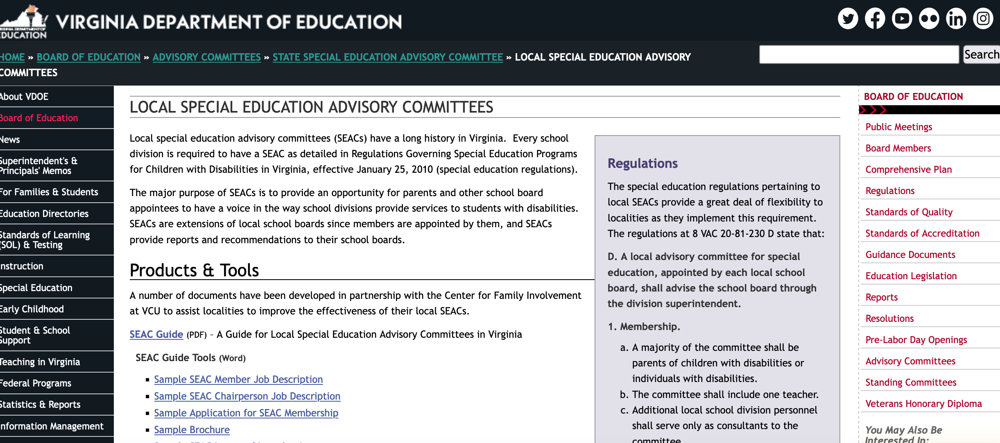 VIRGINIA DEPARTMENT OF EDUCATION
EDUCATION
HOME » BOARD OF EDUCATION » ADVISORY COMMITTEES » STATE SPECIAL EDUCATION ADVISORY COMMITTEE » LOCAL SPECIAL EDUCATION ADVISORY
COMMITTEES
Search
About VDOE
Board of Education
News
Superintendent's &
Principals' Memos
For Families & Students
Education Directories
Standards of Learning
(SOL) & Testing
Instruction
Special Education
Early Childhood
Student & School
Support
Teaching in Virginia
Federal Programs
Statistics & Reports
Information Management
LOCAL SPECIAL EDUCATION ADVISORY COMMITTEES
Local special education advisory committees (SEACs) have a long history in Virginia.  Every school
division is required to have a SEAC as detailed in Regulations Governing Special Education Programs
for Children with Disabilities in Virginia, effective January 25, 2010 (special education regulations).
The major purpose of SEACs is to provide an opportunity for parents and other school board
appointees to have a voice in the way school divisions provide services to students with disabilities.
SEACs are extensions of local school boards since members are appointed by them, and SEACs
provide reports and recommendations to their school boards.
Products & Tools
A number of documents have been developed in partnership with the Center for Family Involvement
at VCU to assist localities to improve the effectiveness of their local SEACs.
SEAC Guide (PDF) – A Guide for Local Special Education Advisory Committees in Virginia
SEAC Guide Tools (Word)
▪ Sample SEAC Member Job Description
▪ Sample SEAC Chairperson Job Description
▪ Sample Application for SEAC Membership
▪ Sample Brochure
Regulations
The special education regulations pertaining to
local SEACs provide a great deal of flexibility to
localities as they implement this requirement.
The regulations at 8 VAC 20-81-230 D state that:
D. A local advisory committee for special
education, appointed by each local school
board, shall advise the school board through
the division superintendent.
1. Membership.
a. A majority of the committee shall be
parents of children with disabilities or
individuals with disabilities.
b. The committee shall include one teacher.
c. Additional local school division personnel
shall serve only as consultants to the
committee
BOARD OF EDUCATION
Public Meetings
Board Members
Comprehensive Plan
Regulations
Standards of Quality
Standards of Accreditation
Guidance Documents
Education Legislation
Reports
Resolutions
Pre-Labor Day Openings
Advisory Committees
Standing Committees
Veterans Honorary Diploma
You May Also Be
Interested In: